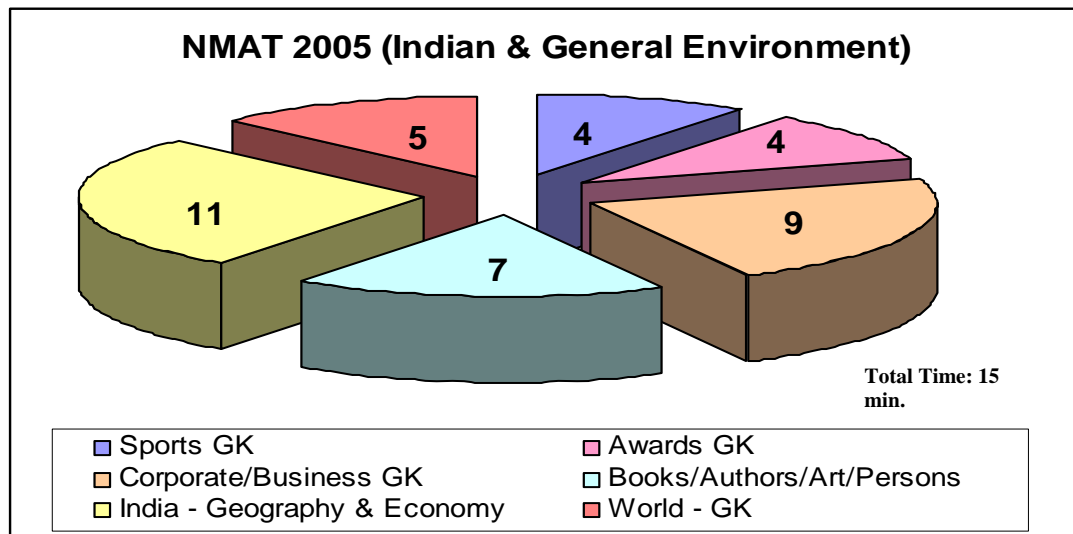 NMAT 2005 (Indian & General Environment)
5
4
4
11
9
7
Total Time: 15
min.
Sports GK
Awards GK
Corporate/Business GK
Books/Authors/Art/Persons
India - Geography & Economy
World - GK